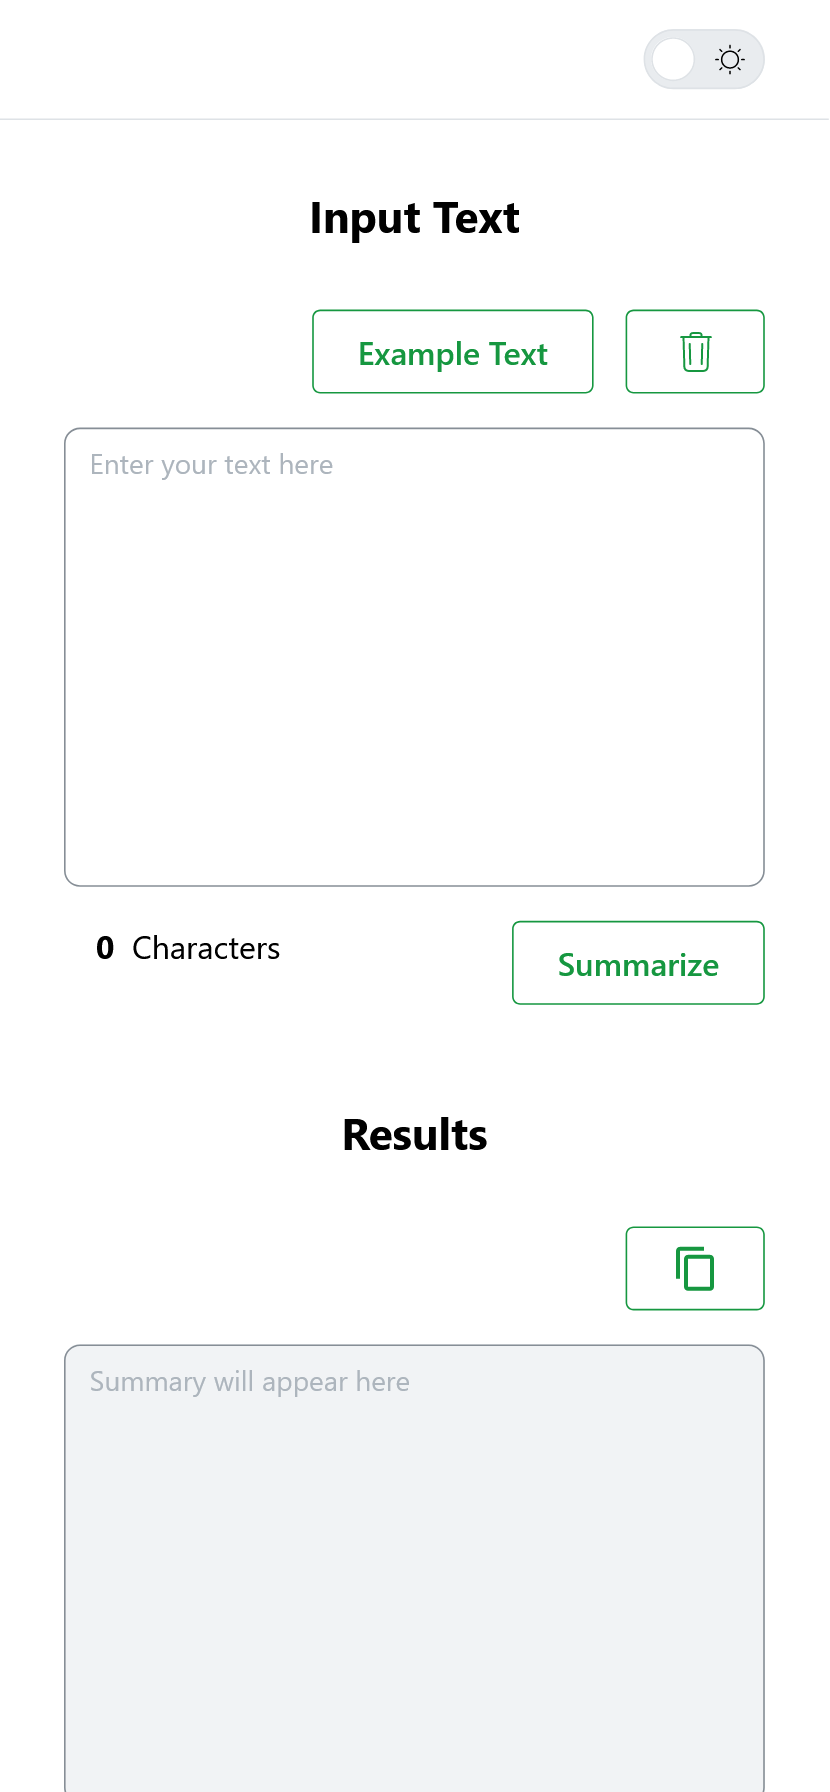 Input Text
Example Text
Enter your text here
0 Characters
Summarize
Results
Summary will appear here